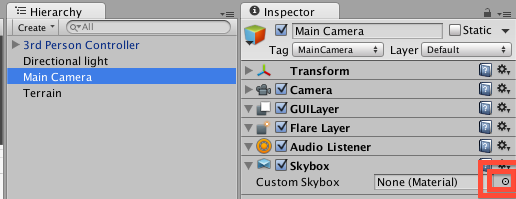 Hierarchy
Create
All
3rd Person Controller
Directional light
Main Camera
Terrain
Inspector
Main Camera
Static
Tag MainCamera Layer Default
Transform
Camera
GUILayer
Flare Layer
Audio Listener
Skybox
Custom Skybox None (Material)